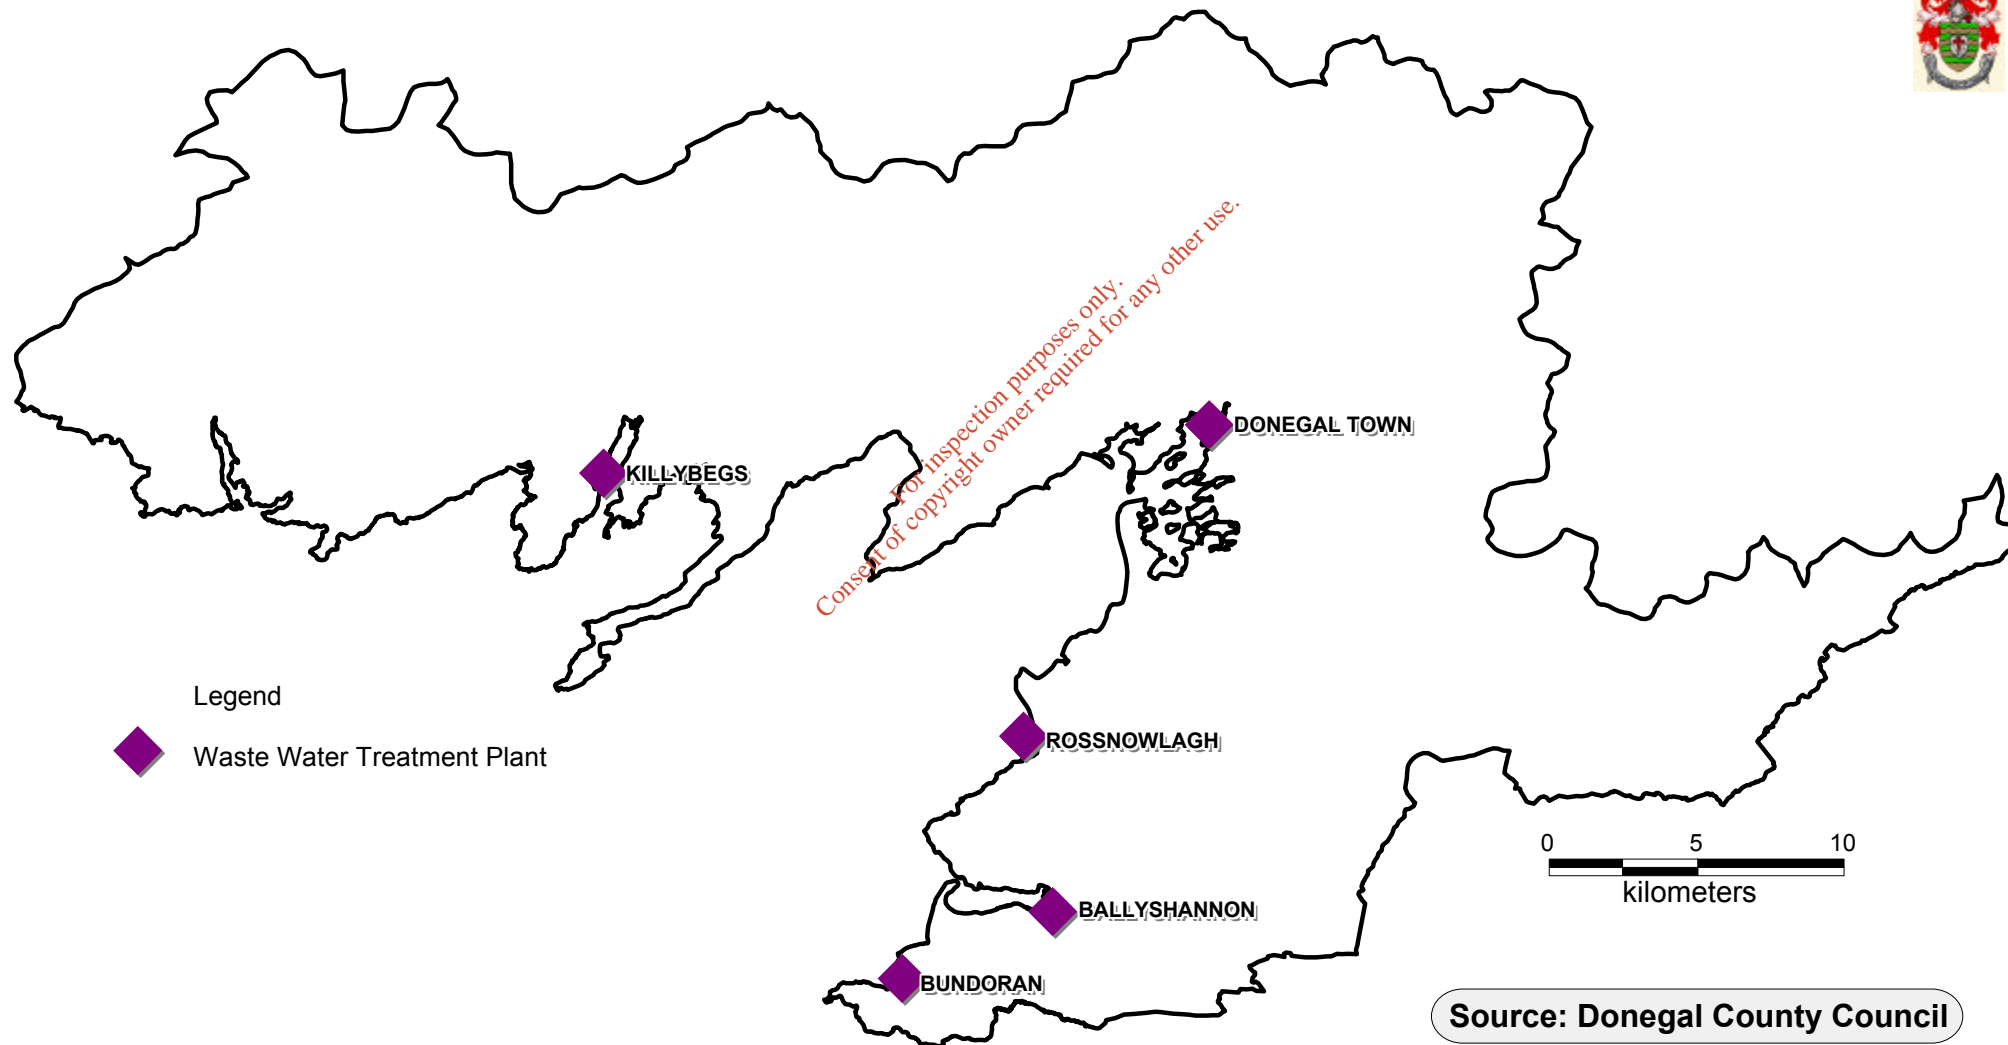 For inspection purposes only.
Consent of copyright owner required for any other use.
DONEGAL TOWN
KILLYBEGS
Legend
Waste Water Treatment Plant
ROSSNOWLAGH
0 5 10
kilometers
BALLYSHANNON
BUNDORAN
Source: Donegal County Council